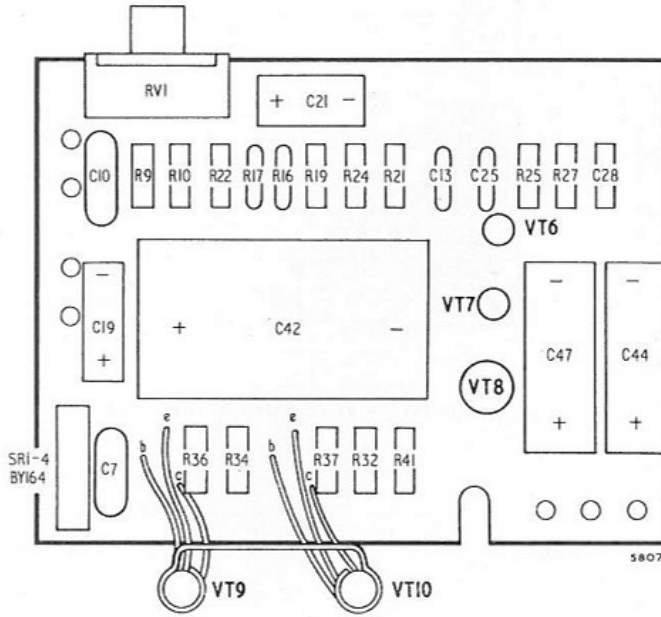 RV1
+ C21 -
C10 R9 R10 R22 R17 R16 R19 R24 R21 C13 C25 R25 R27 C28
VT6
- C19 +
+ C42 -
VT7
VT8
- C47 +
- C44 +
SR1-4
BY164
C7
b e c
R36 R34
b e c
R37 R32 R41
VT9
VT10
5807